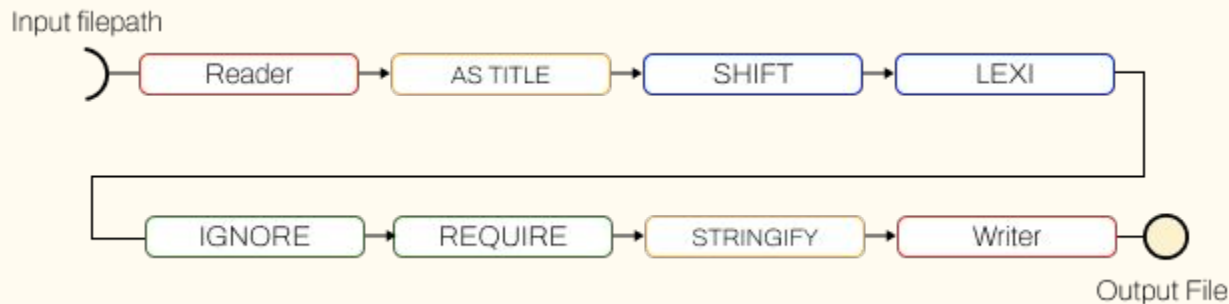 Input filepath
Reader
AS TITLE
SHIFT
LEXI
IGNORE
REQUIRE
STRINGIFY
Writer
Output File